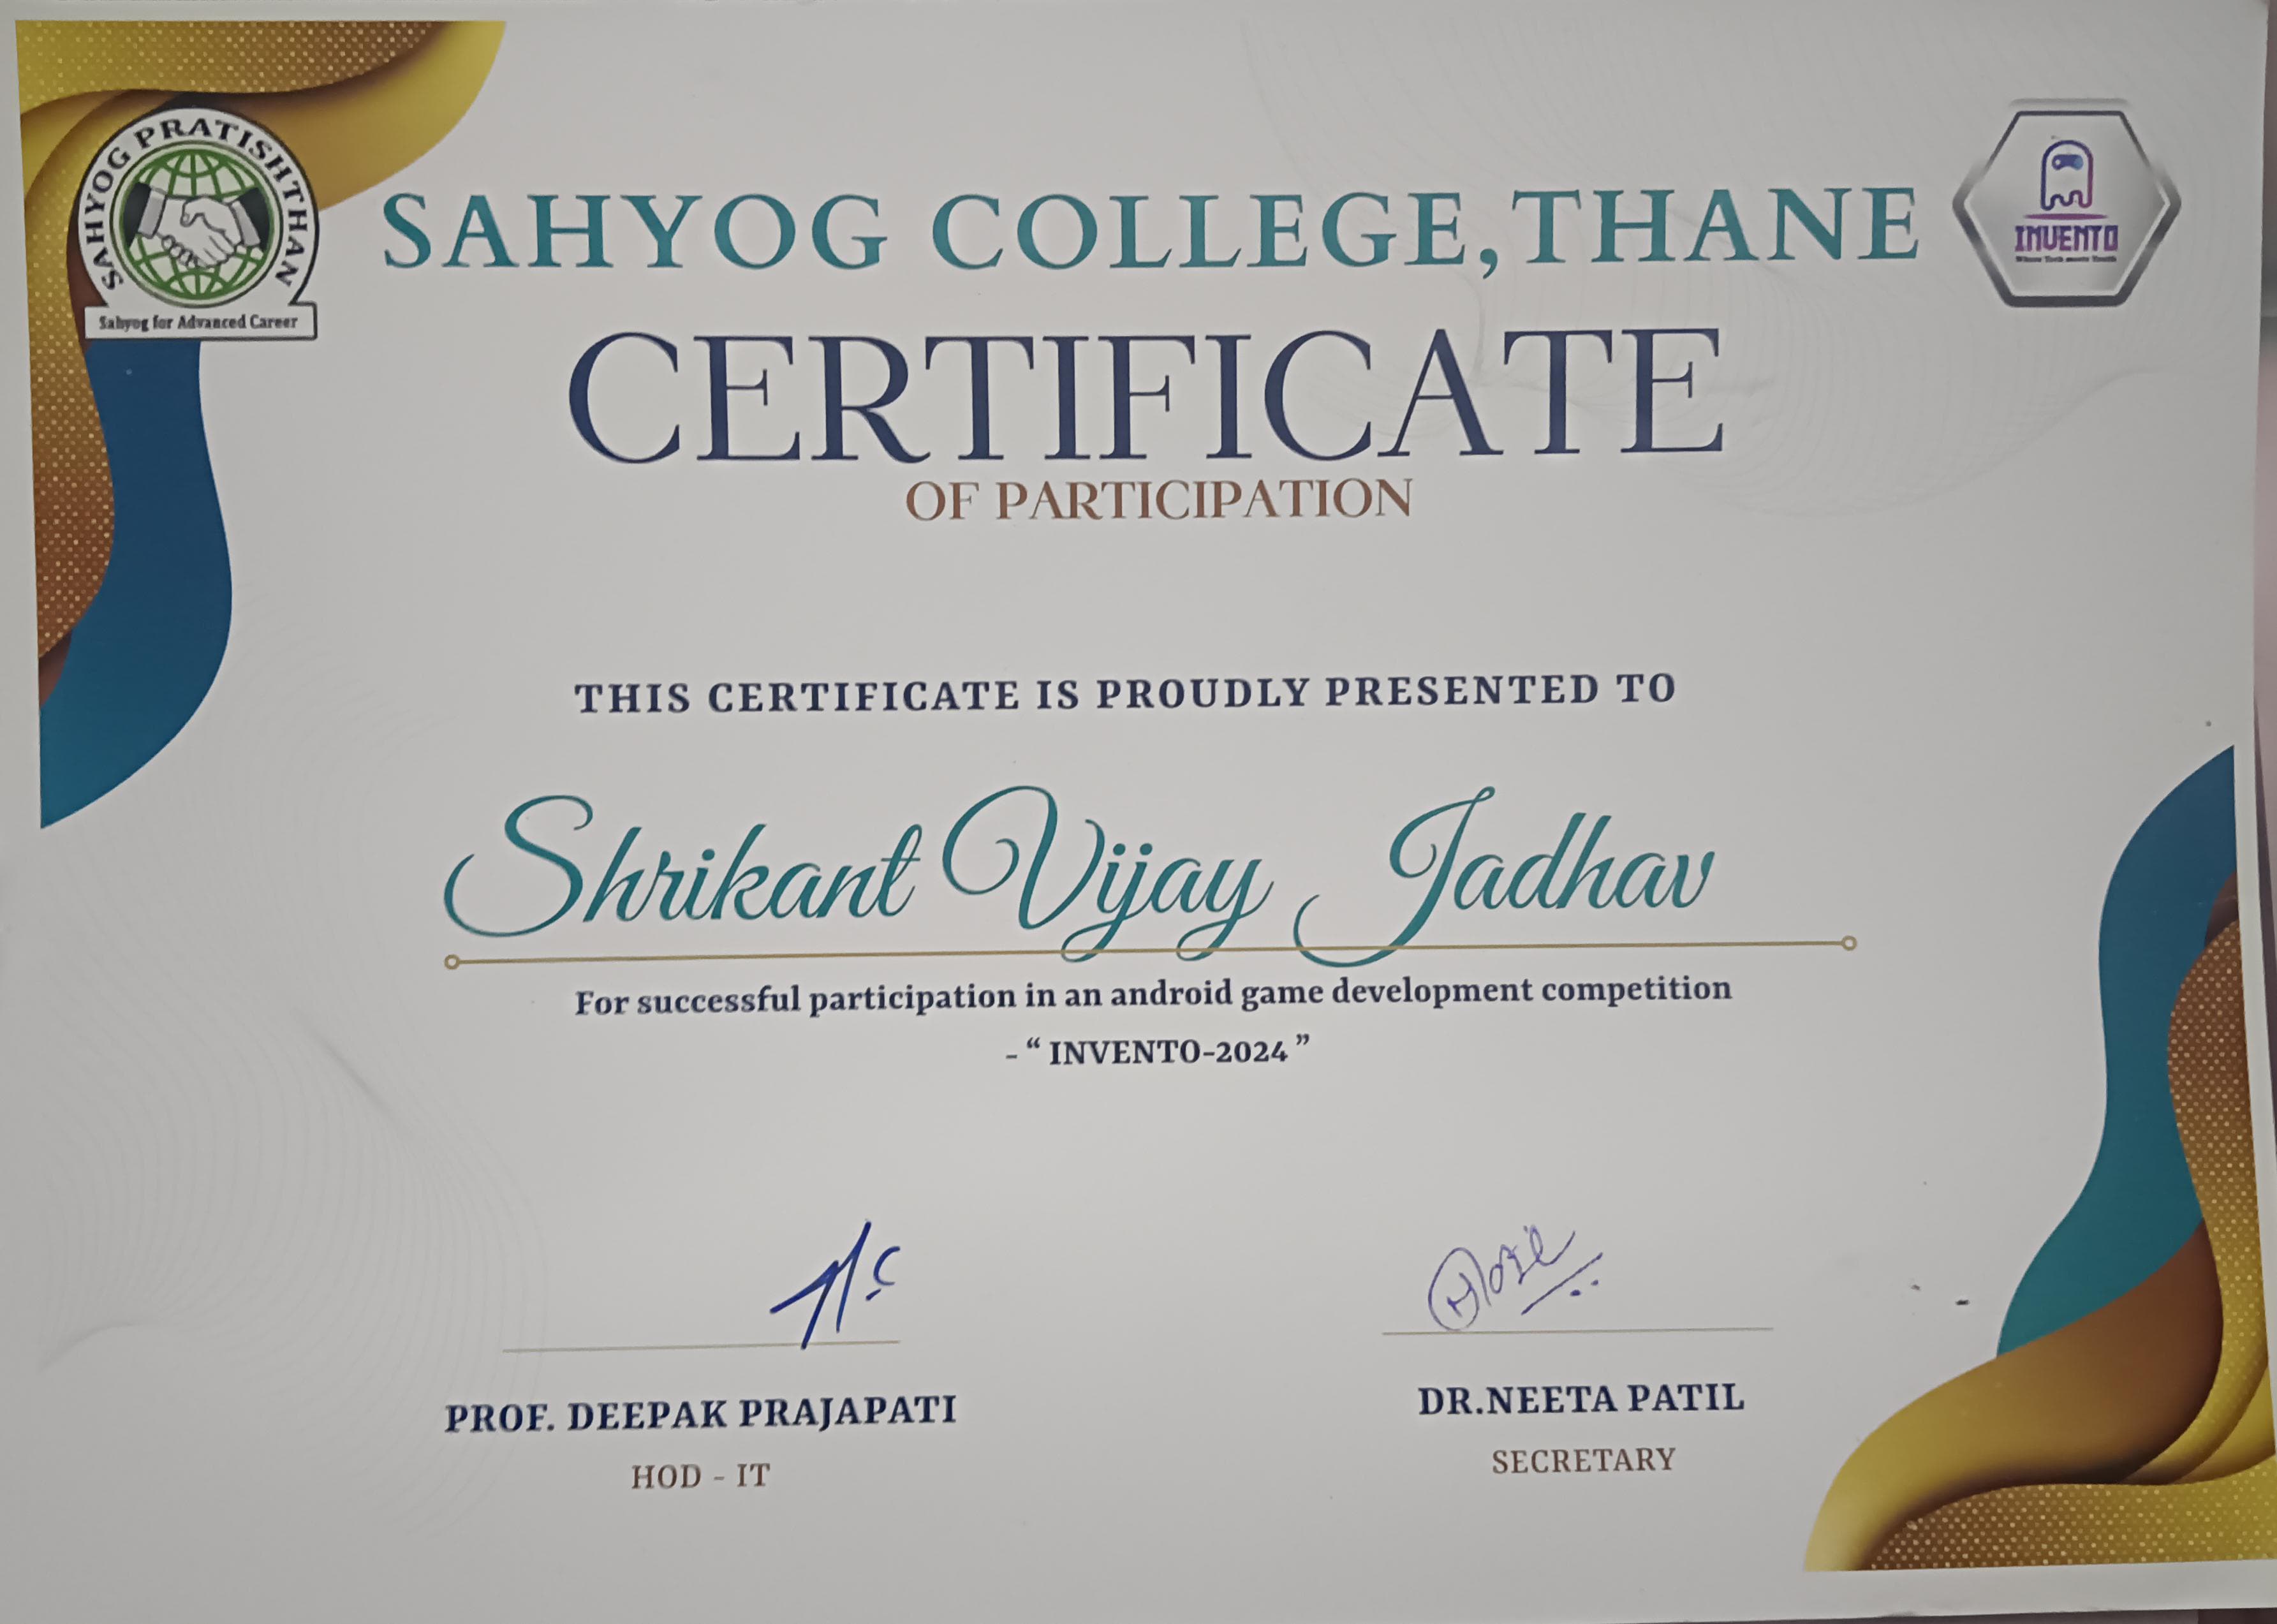 SAHYOG PRATISHTHAN
Sahyog for Advanced Career
SAHYOG COLLEGE,THANE
INVENTO
CERTIFICATE
OF PARTICIPATION
THIS CERTIFICATE IS PROUDLY PRESENTED TO
Shrikant Vijay Jadhav
For successful participation in an android game development competition
- “ INVENTO-2024 ”
PROF. DEEPAK PRAJAPATI
HOD - IT
DR.NEETA PATIL
SECRETARY